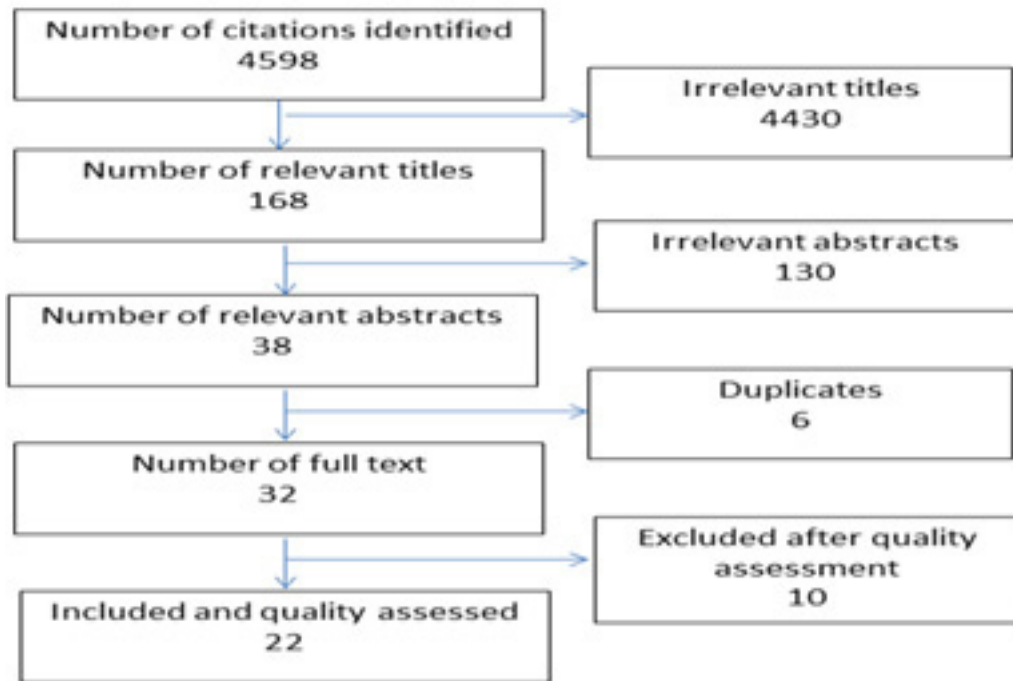 Number of citations identified
4598
Irrelevant titles
4430
Number of relevant titles
168
Irrelevant abstracts
130
Number of relevant abstracts
38
Duplicates
6
Number of full text
32
Excluded after quality
assessment
10
Included and quality assessed
22